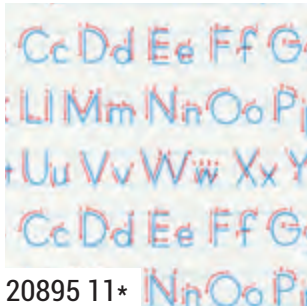 Cc Dd Ee Ff G
Ll Mm Nn Oo P
Uu Vv Ww Xx Y
Cc Dd Ee Ff G
20895 11* Nn Oo P